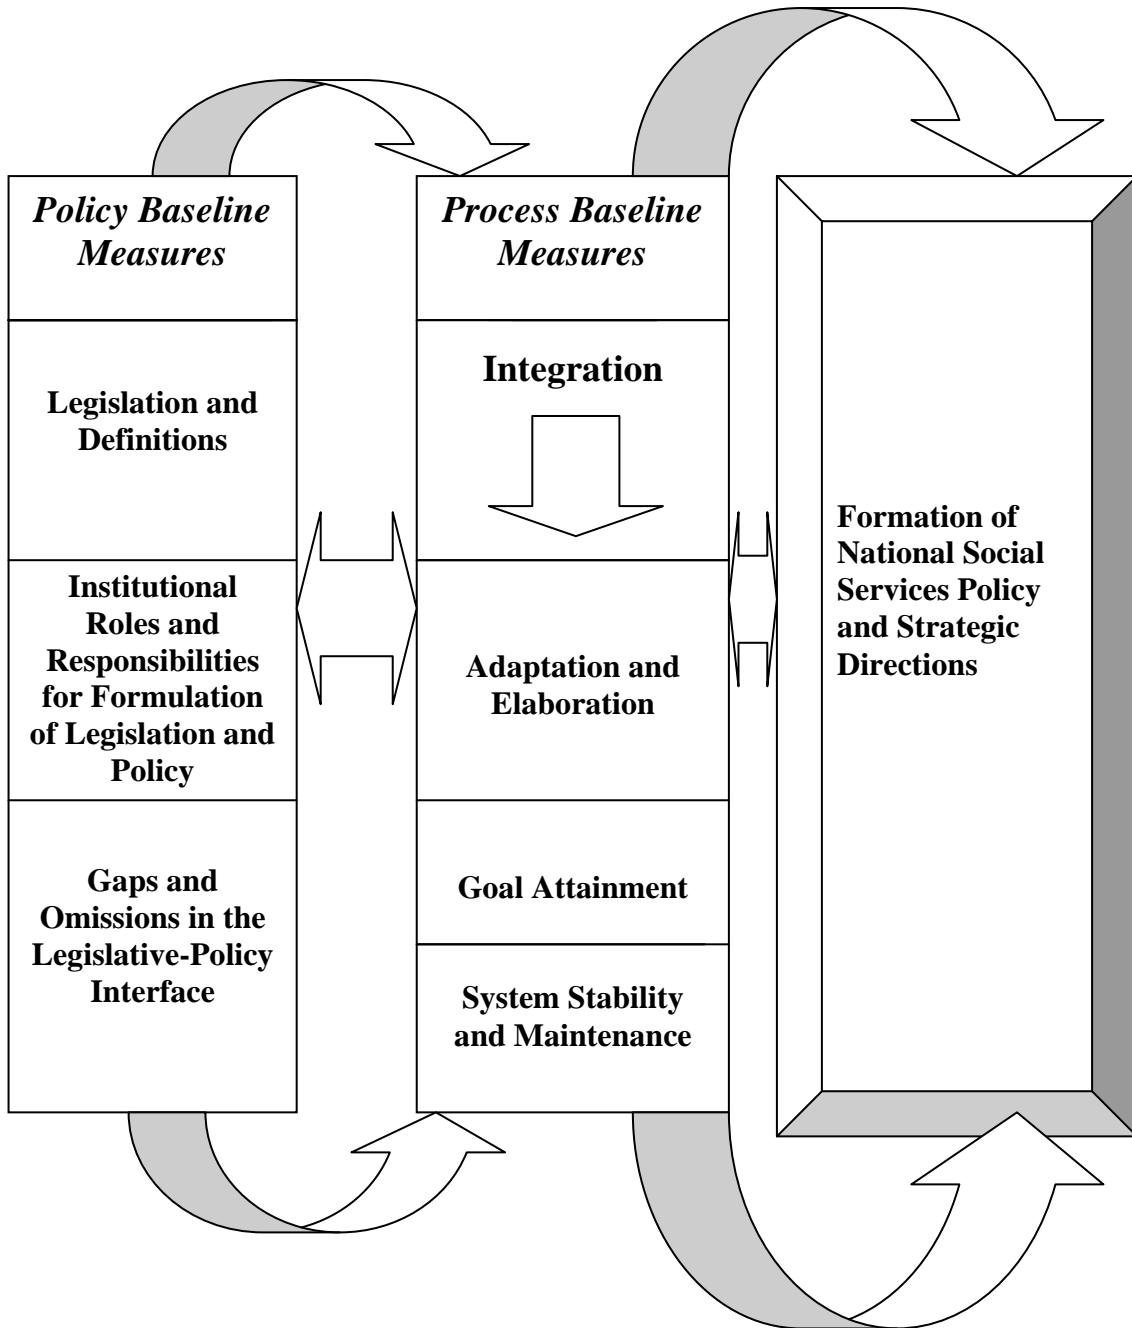 Policy Baseline
Measures
Legislation and
Definitions
Institutional
Roles and
Responsibilities
for Formulation
of Legislation and
Policy
Gaps and
Omissions in the
Legislative-Policy
Interface
Process Baseline
Measures
Integration
Adaptation and
Elaboration
Goal Attainment
System Stability
and Maintenance
Formation of
National Social
Services Policy
and Strategic
Directions